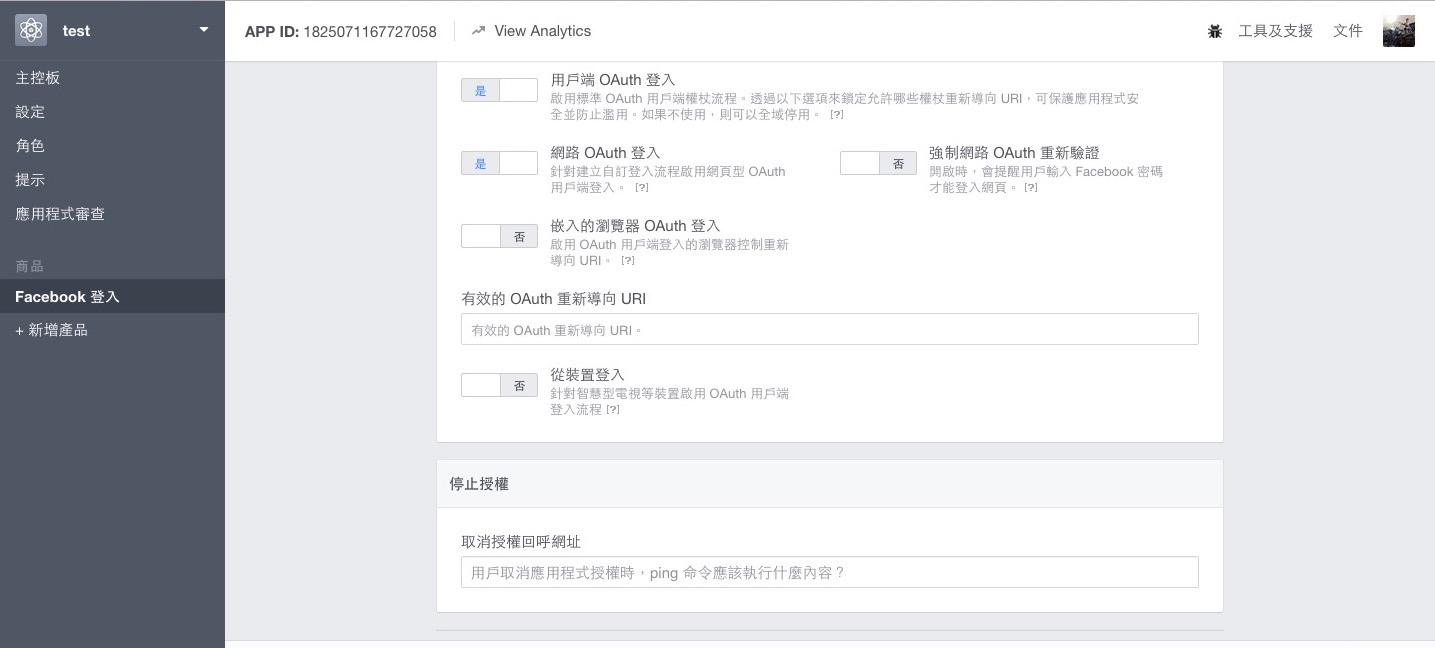 test
APP ID: 1825071167727058
View Analytics
工具及支援
文件
主控板
設定
角色
提示
應用程式審查
商品
Facebook 登入
+ 新增產品
是
用戶端 OAuth 登入
啟用標準 OAuth 用戶端權杖流程。透過以下選項來鎖定允許哪些權杖重新導向 URI，可保護應用程式安
全並防止濫用。如果不使用，則可以全域停用。 [?]
是
網路 OAuth 登入
針對建立自訂登入流程啟用網頁型 OAuth
用戶端登入。 [?]
否
強制網路 OAuth 重新驗證
開啟時，會提醒用戶輸入 Facebook 密碼
才能登入網頁。 [?]
否
嵌入的瀏覽器 OAuth 登入
啟用 OAuth 用戶端登入的瀏覽器控制重新
導向 URI。 [?]
有效的 OAuth 重新導向 URI
有效的 OAuth 重新導向 URI。
否
從裝置登入
針對智慧型電視等裝置啟用 OAuth 用戶端
登入流程 [?]
停止授權
取消授權回呼網址
用戶取消應用程式授權時，ping 命令應該執行什麼內容？